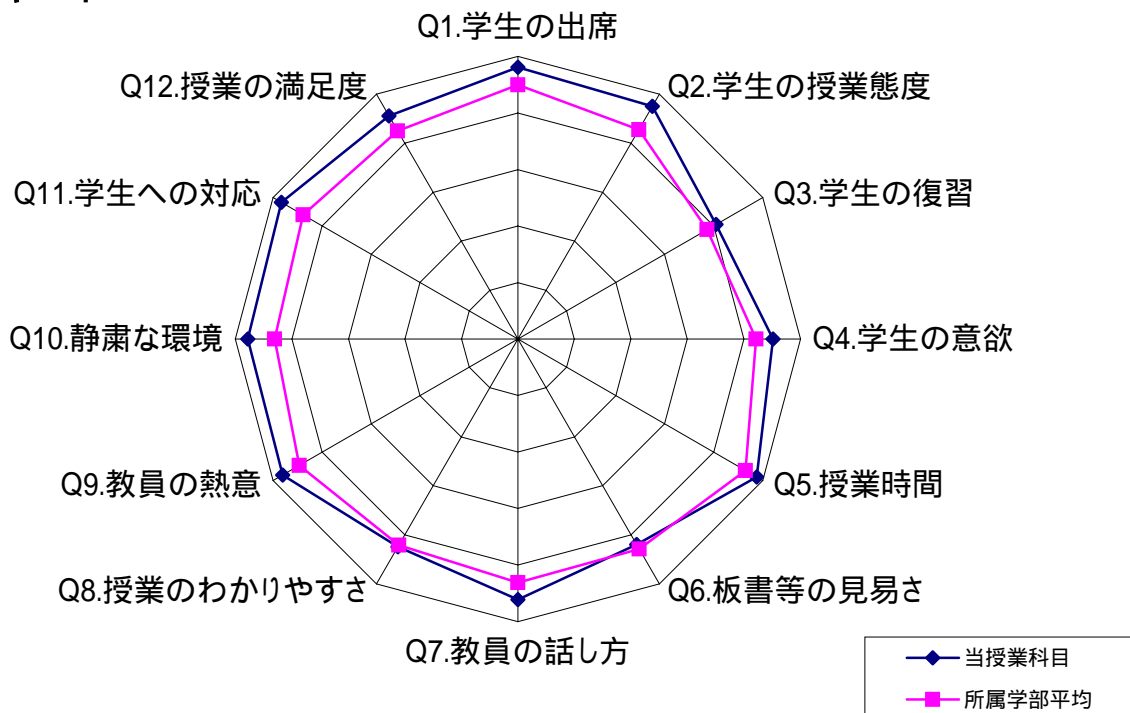 Q1.学生の出席
Q2.学生の授業態度
Q3.学生の復習
Q4.学生の意欲
Q5.授業時間
Q6.板書等の見易さ
Q7.教員の話し方
Q8.授業のわかりやすさ
Q9.教員の熱意
Q10.静粛な環境
Q11.学生への対応
Q12.授業の満足度
当授業科目
所属学部平均